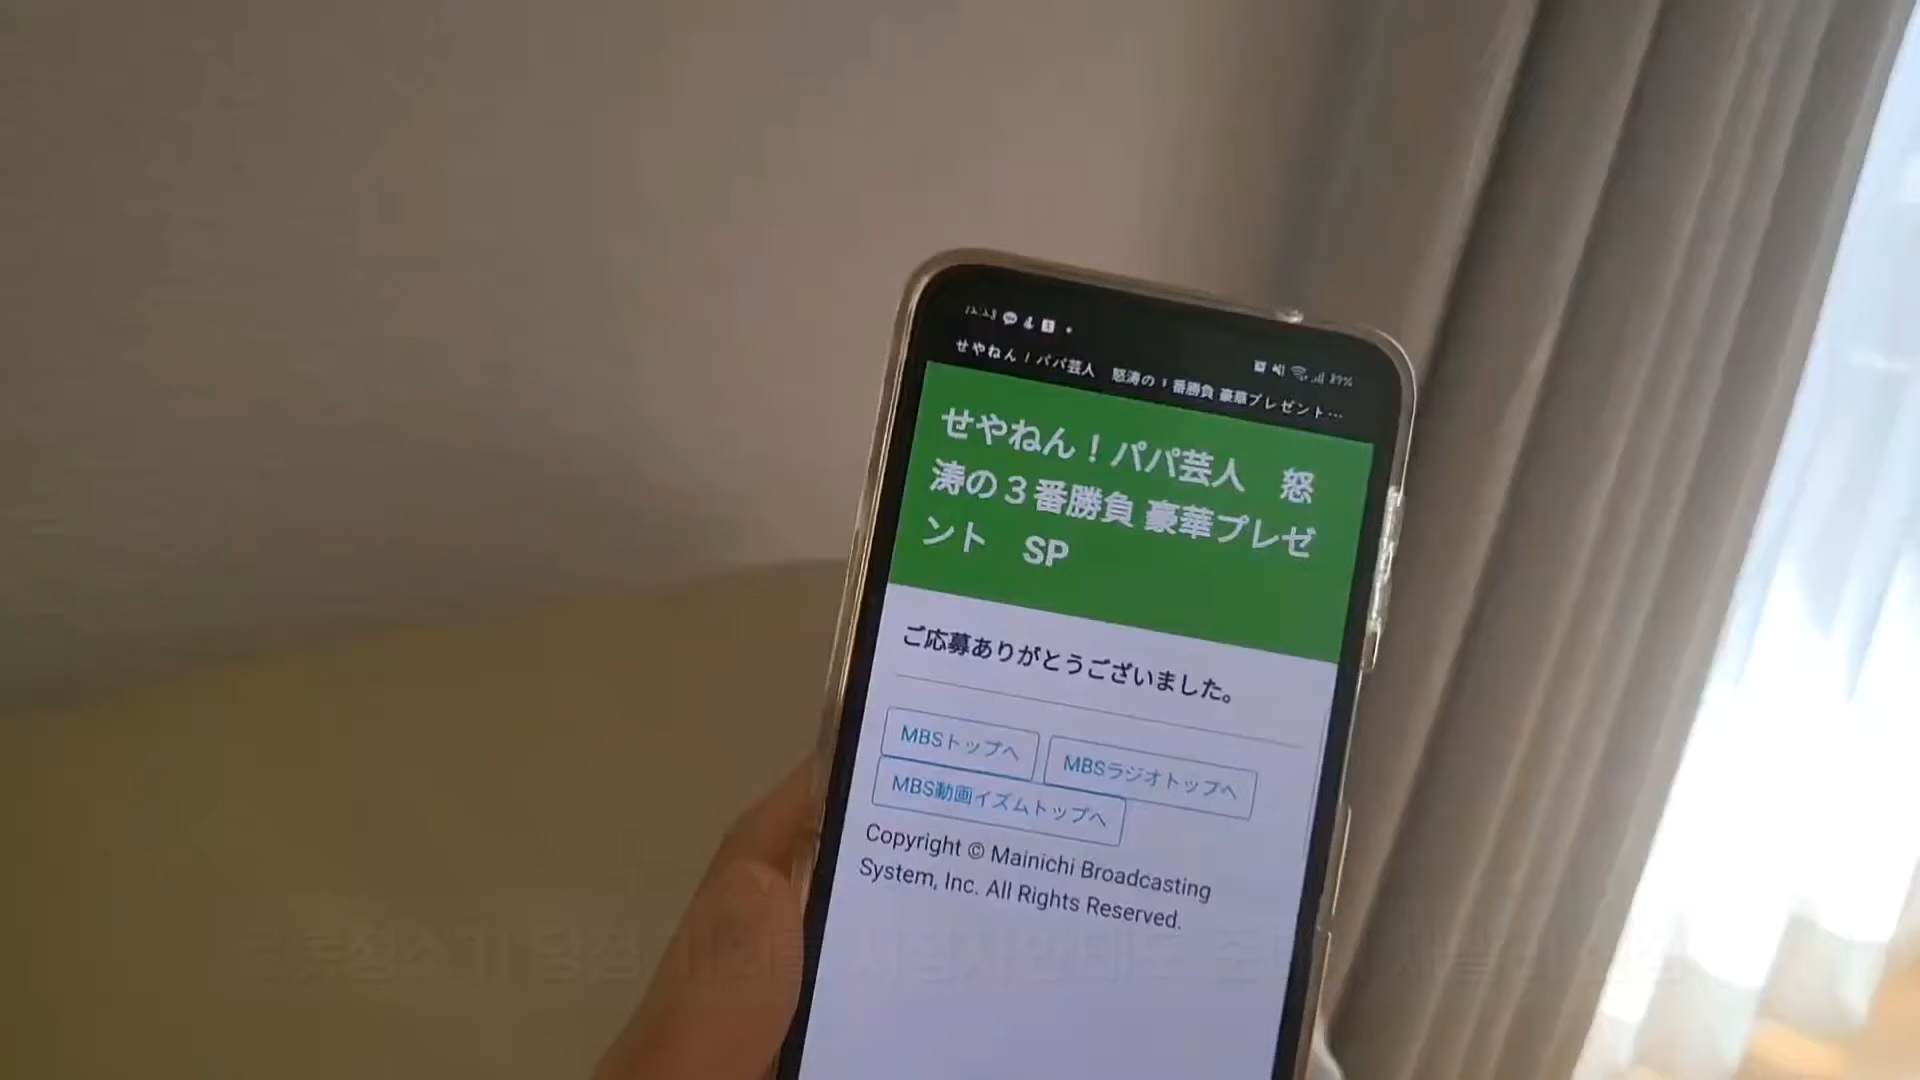 せやねん！パパ芸人　怒涛の３番勝負 豪華プレゼント…
せやねん！パパ芸人　怒
涛の３番勝負 豪華プレゼ
ント　SP
ご応募ありがとうございました。
MBSトップへ
MBSラジオトップへ
MBS動画イズムトップへ
Copyright © Mainichi Broadcasting
System, Inc. All Rights Reserved.